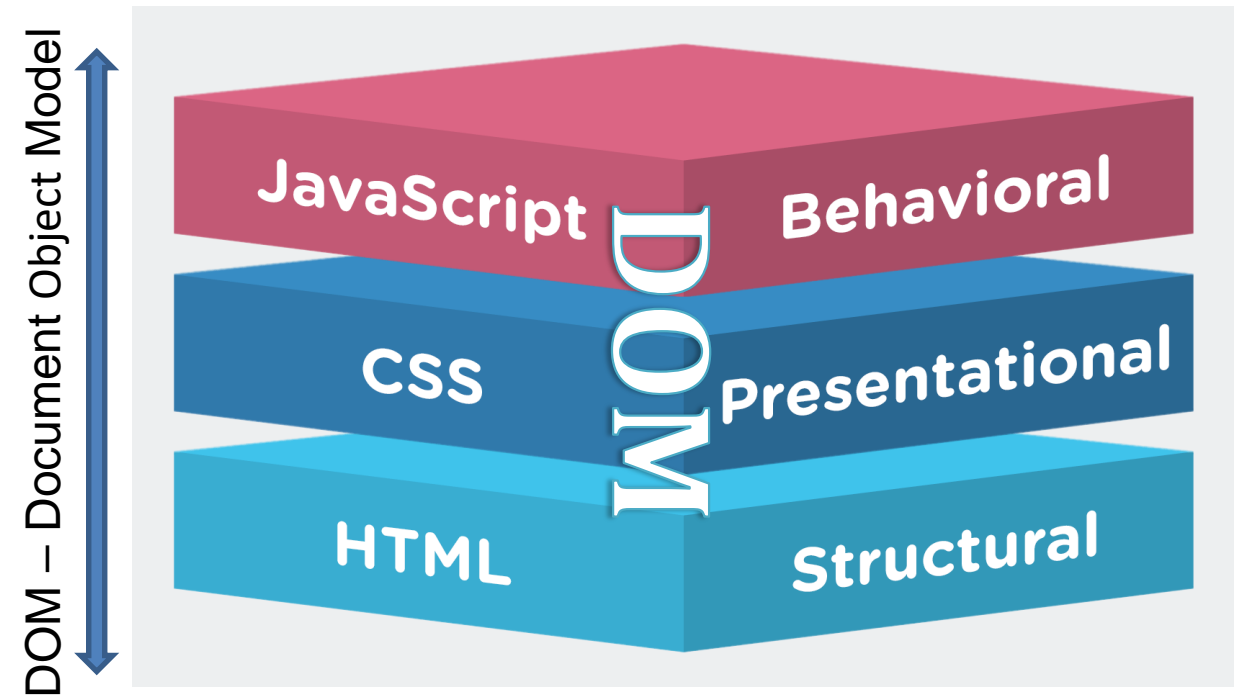 DOM – Document Object Model
JavaScript
Behavioral
DOM
CSS
Presentational
HTML
Structural